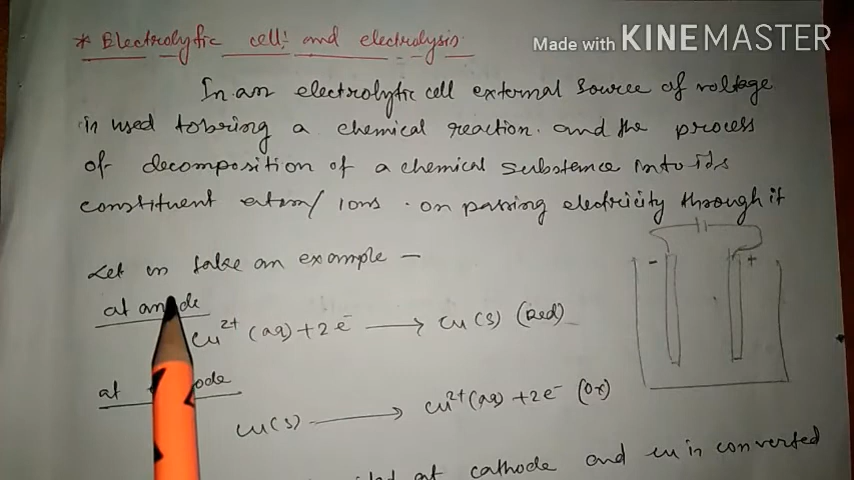 Made with KINEMASTER
* Electrolytic cell: and electrolysis.
In an electrolytic cell external source of voltage
is used to bring a chemical reaction. and the process
of decomposition of a chemical substance into its
constituent atom/ ions. on passing electricity through it
Let us take an example —
at anode
Cu²⁺ (aq) + 2e⁻ ⟶ Cu(s) (Red)
at
Cu(s) ⟶ Cu²⁺(aq) + 2e⁻ (Ox)
- +
at cathode and Cu is converted